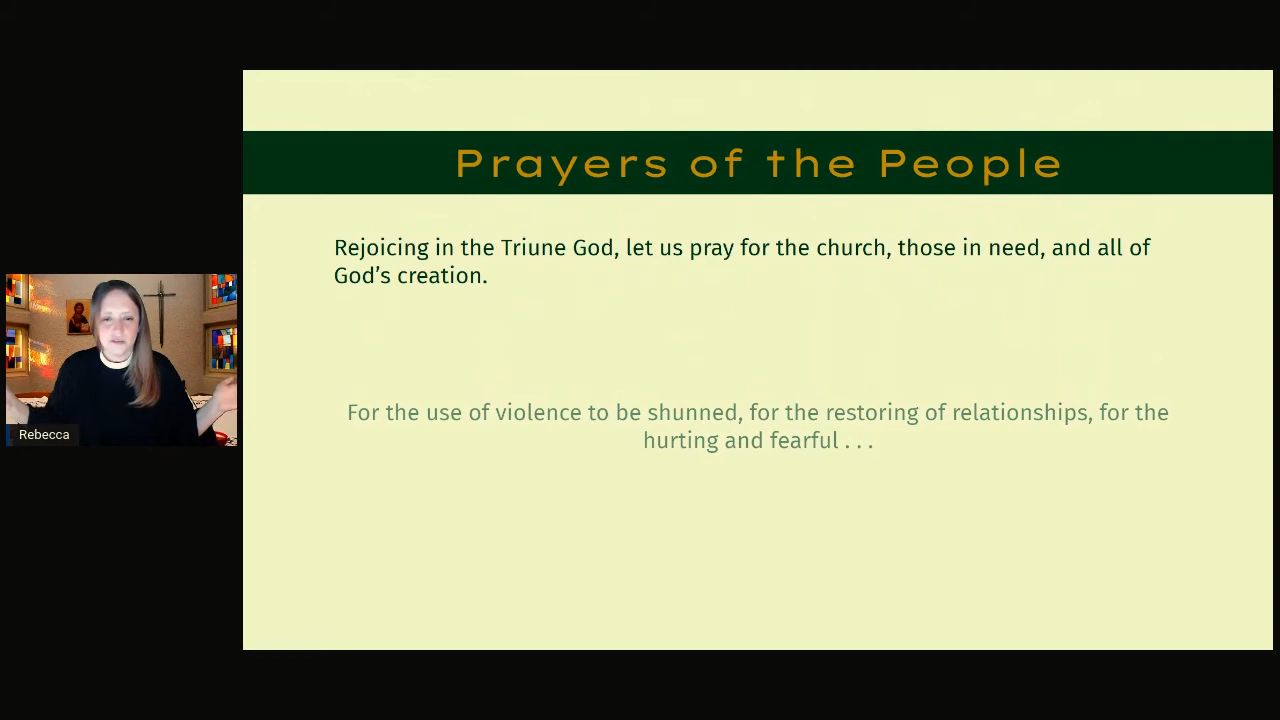 Prayers of the People
Rejoicing in the Triune God, let us pray for the church, those in need, and all of
God’s creation.
For the use of violence to be shunned, for the restoring of relationships, for the
hurting and fearful . . .
Rebecca